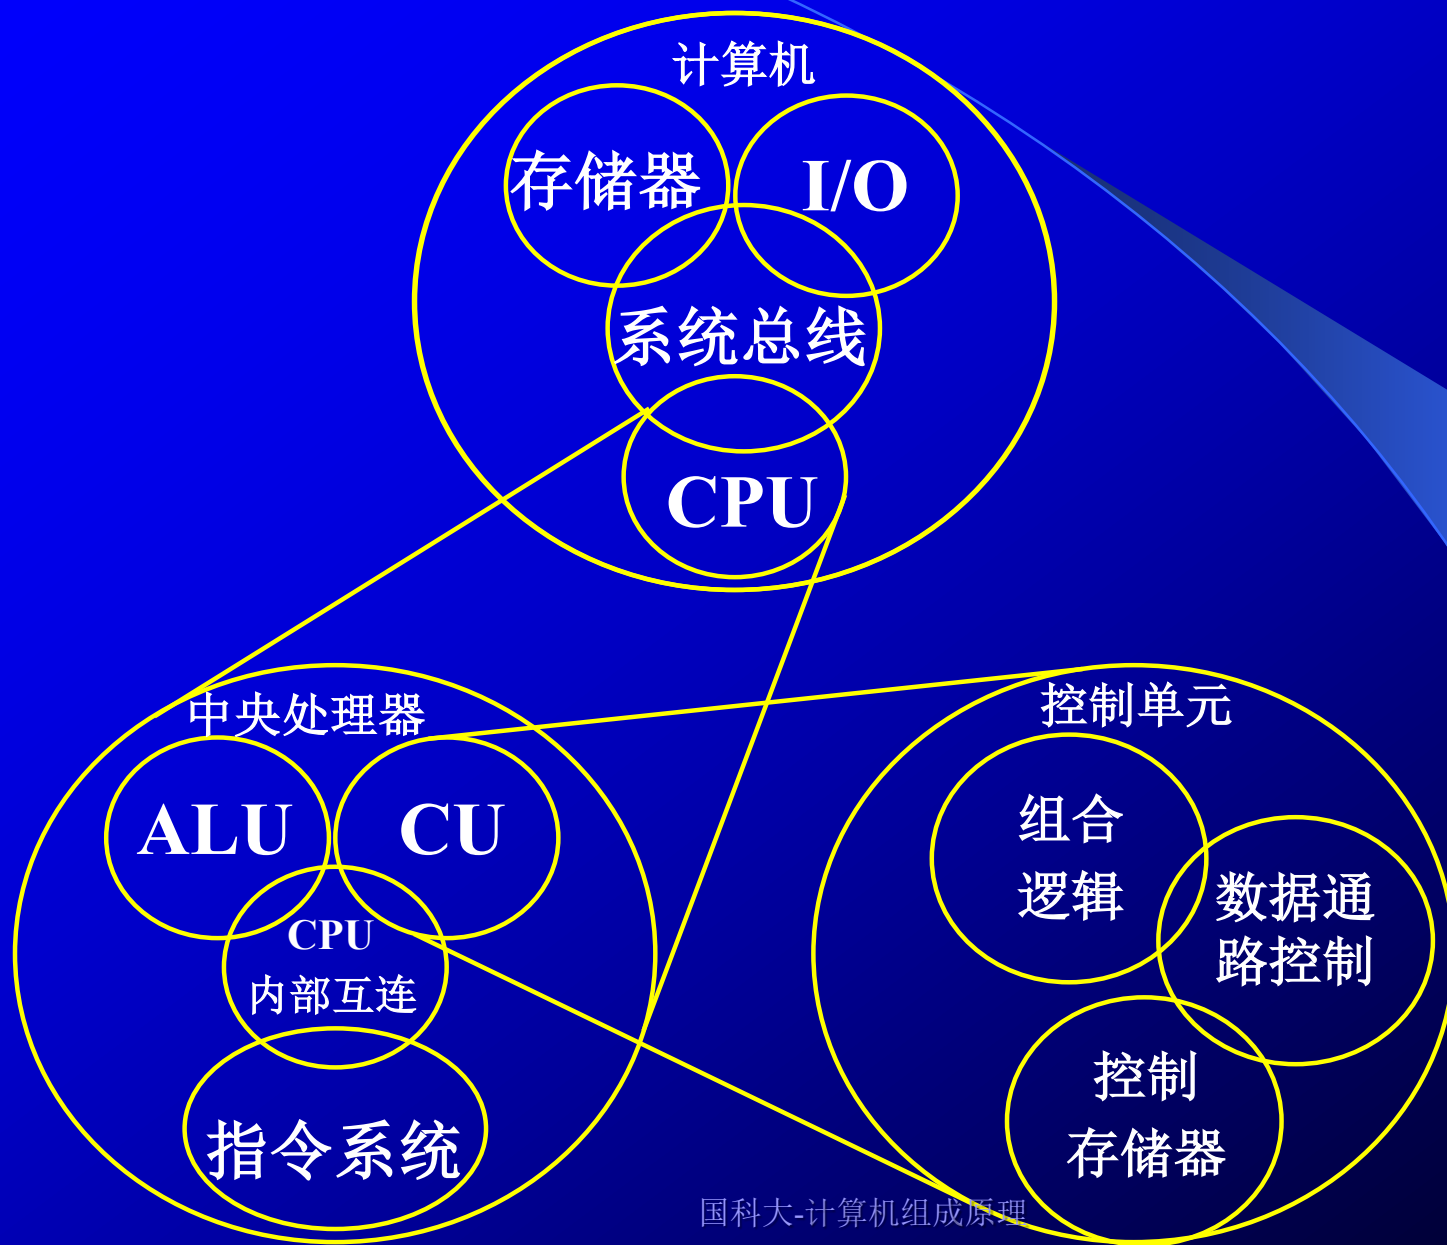 计算机
存储器
I/O
系统总线
CPU
中央处理器
ALU
CU
CPU
内部互连
指令系统
控制单元
组合
逻辑
数据通
路控制
控制
存储器
国科大-计算机组成原理